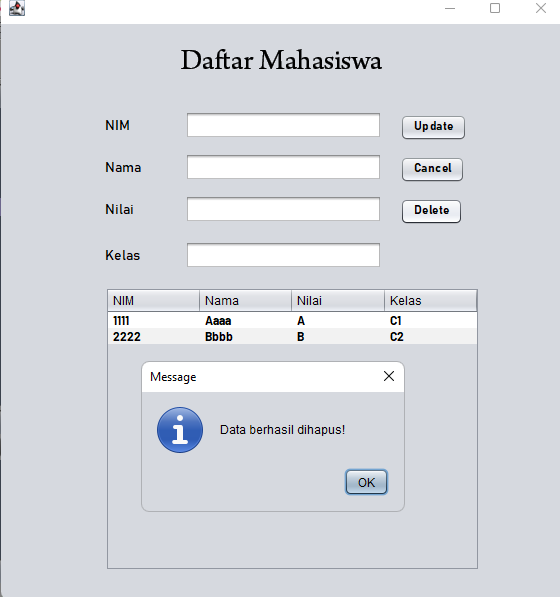 Daftar Mahasiswa
NIM Update
Nama Cancel
Nilai Delete
Kelas
NIM Nama Nilai Kelas
1111 Aaaa A C1
2222 Bbbb B C2
Message
Data berhasil dihapus!
OK